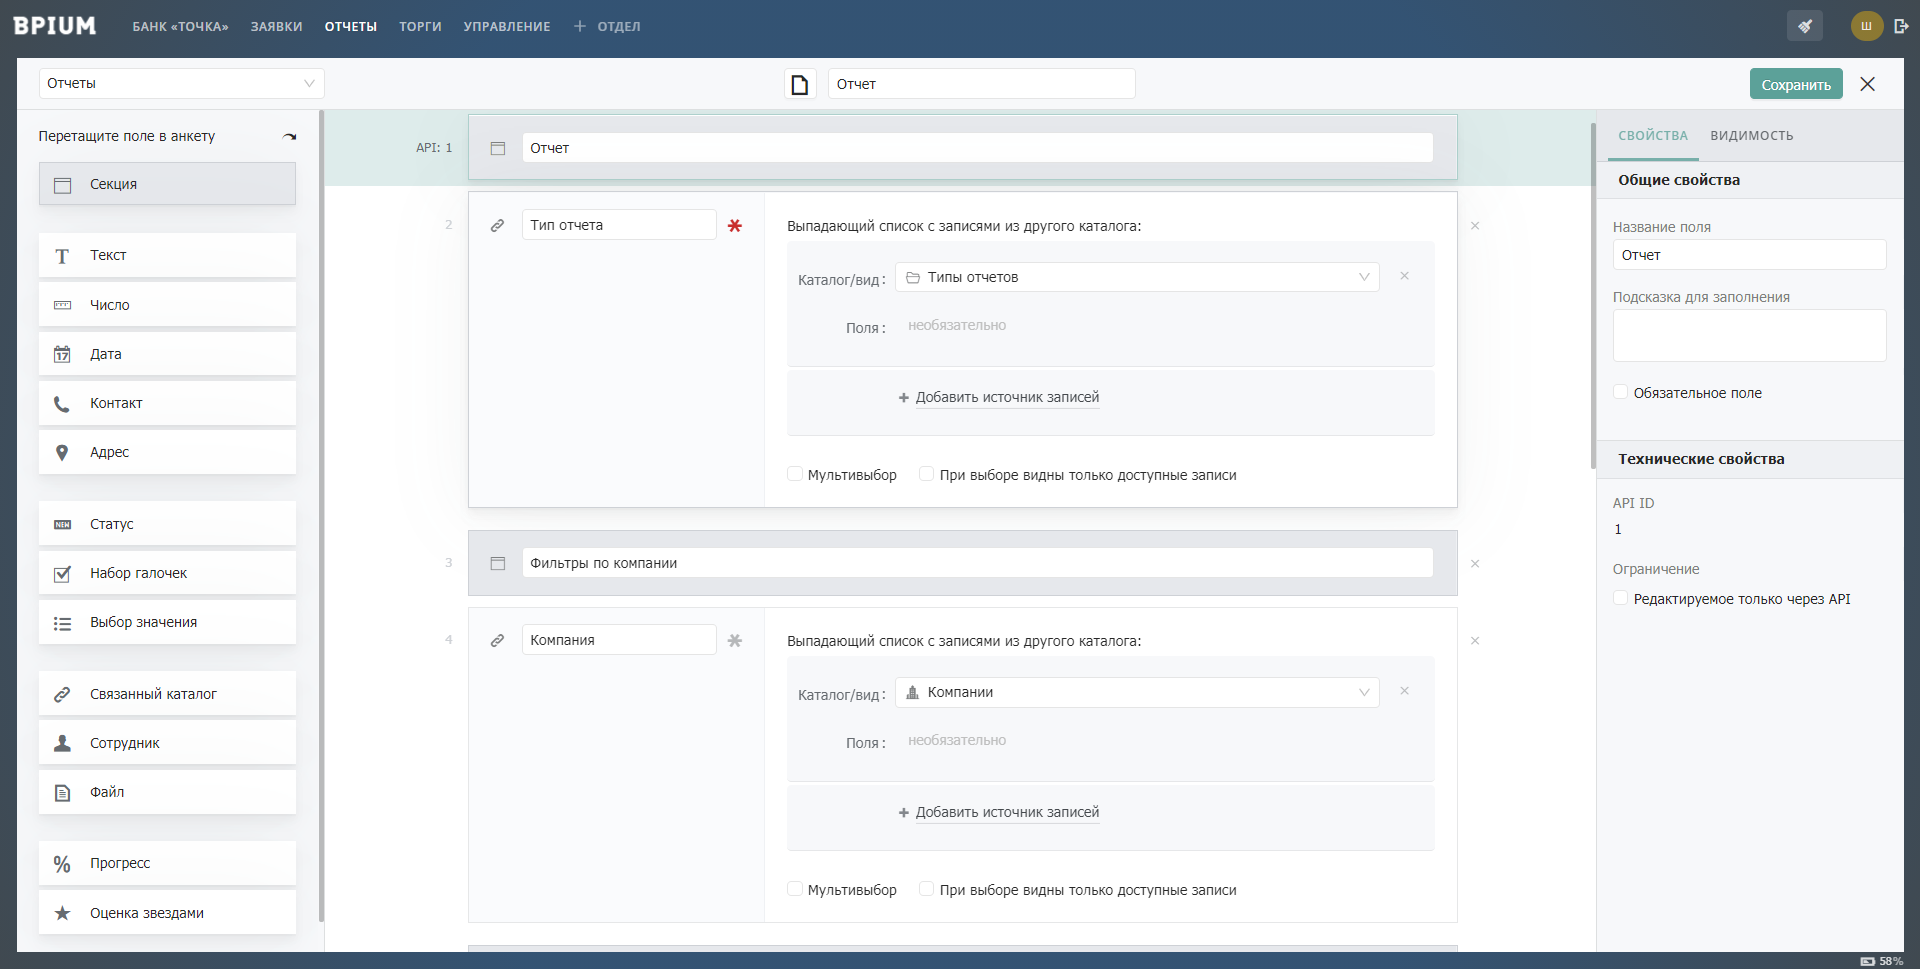 BPIUM
БАНК «ТОЧКА» ЗАЯВКИ ОТЧЕТЫ ТОРГИ УПРАВЛЕНИЕ + ОТДЕЛ
Ш
Отчеты
Отчет
Сохранить
Перетащите поле в анкету
Секция
Текст
Число
17 Дата
Контакт
Адрес
NEW Статус
Набор галочек
Выбор значения
Связанный каталог
Сотрудник
Файл
% Прогресс
Оценка звездами
API: 1
Отчет
2
Тип отчета
Выпадающий список с записями из другого каталога:
Каталог/вид: Типы отчетов
Поля: необязательно
+ Добавить источник записей
Мультивыбор При выборе видны только доступные записи
3
Фильтры по компании
4
Компания
Выпадающий список с записями из другого каталога:
Каталог/вид: Компании
Поля: необязательно
+ Добавить источник записей
Мультивыбор При выборе видны только доступные записи
СВОЙСТВА ВИДИМОСТЬ
Общие свойства
Название поля
Отчет
Подсказка для заполнения
Обязательное поле
Технические свойства
API ID
1
Ограничение
Редактируемое только через API
58%